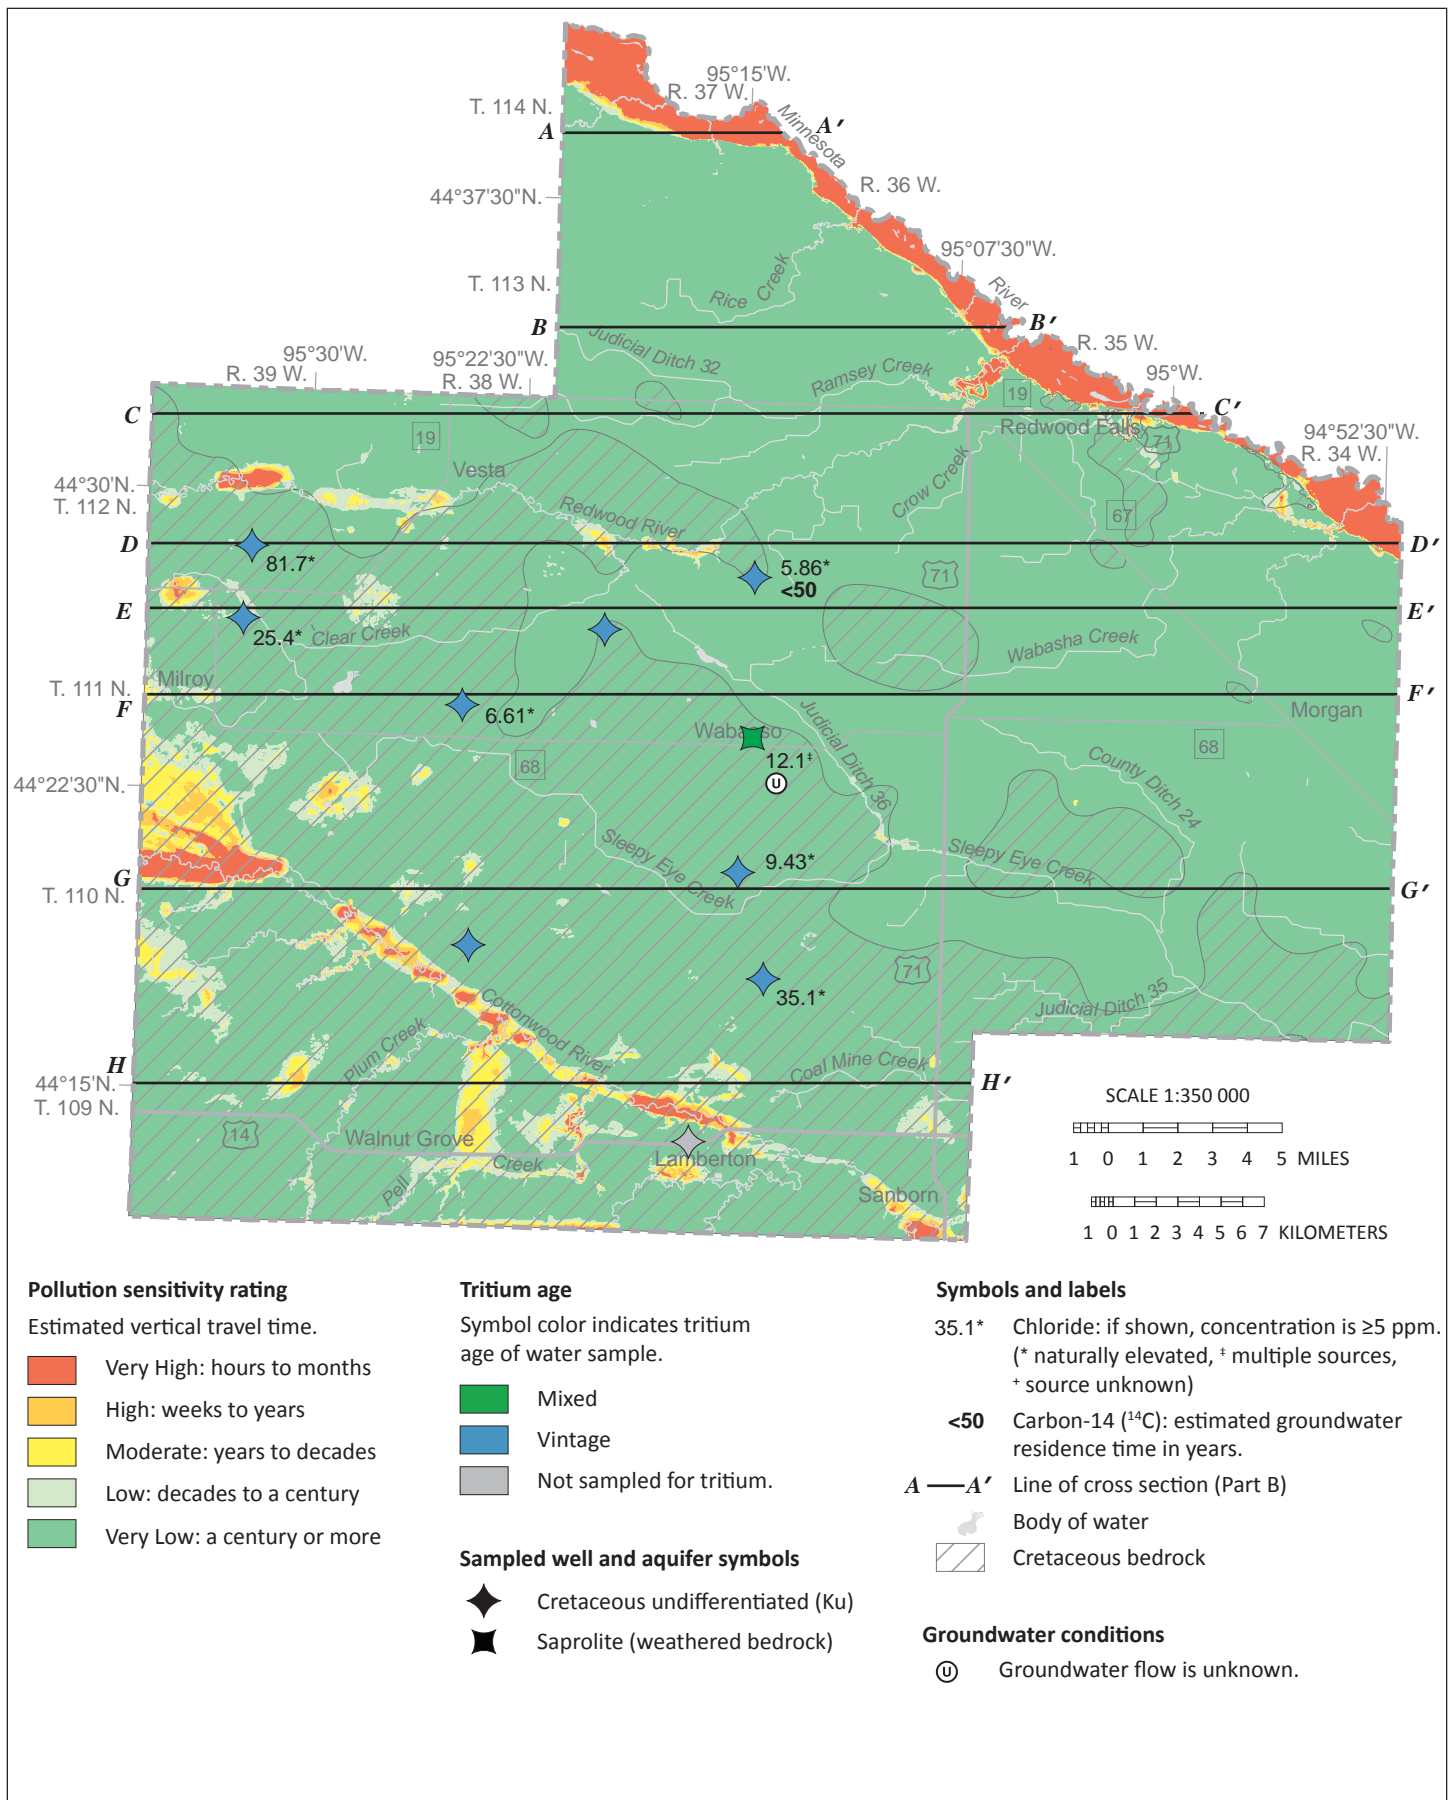 95°15'W.
R. 37 W.
T. 114 N.
A
A′
Minnesota
R. 36 W.
44°37'30"N.
95°07'30"W.
T. 113 N.
Rice Creek
River
B
B′
Judicial Ditch 32
R. 35 W.
95°30'W.
95°22'30"W.
R. 39 W.
R. 38 W.
Ramsey Creek
95°W.
19
C
C′
Redwood Falls
71
19
94°52'30"W.
R. 34 W.
Vesta
44°30'N.
T. 112 N.
Crow Creek
Redwood River
67
D
D′
81.7*
5.86*
<50
71
E
E′
25.4*
Clear Creek
Wabasha Creek
Milroy
T. 111 N.
F
F′
6.61*
Judicial Ditch 36
Morgan
Wabasso
68
12.1‡
U
68
County Ditch 24
44°22'30"N.
Sleepy Eye Creek
Sleepy Eye Creek
9.43*
G
G′
T. 110 N.
71
35.1*
Cottonwood River
Judicial Ditch 35
Plum Creek
Coal Mine Creek
H
H′
44°15'N.
T. 109 N.
SCALE 1:350 000
14
Walnut Grove
Lamberton
1 0 1 2 3 4 5 MILES
Pell Creek
Sanborn
1 0 1 2 3 4 5 6 7 KILOMETERS
Pollution sensitivity rating
Estimated vertical travel time.
Very High: hours to months
High: weeks to years
Moderate: years to decades
Low: decades to a century
Very Low: a century or more
Tritium age
Symbol color indicates tritium
age of water sample.
Mixed
Vintage
Not sampled for tritium.
Sampled well and aquifer symbols
Cretaceous undifferentiated (Ku)
Saprolite (weathered bedrock)
Symbols and labels
35.1* Chloride: if shown, concentration is ≥5 ppm.
(* naturally elevated, ‡ multiple sources,
+ source unknown)
<50 Carbon-14 (14C): estimated groundwater
residence time in years.
A — A′ Line of cross section (Part B)
Body of water
Cretaceous bedrock
Groundwater conditions
U Groundwater flow is unknown.